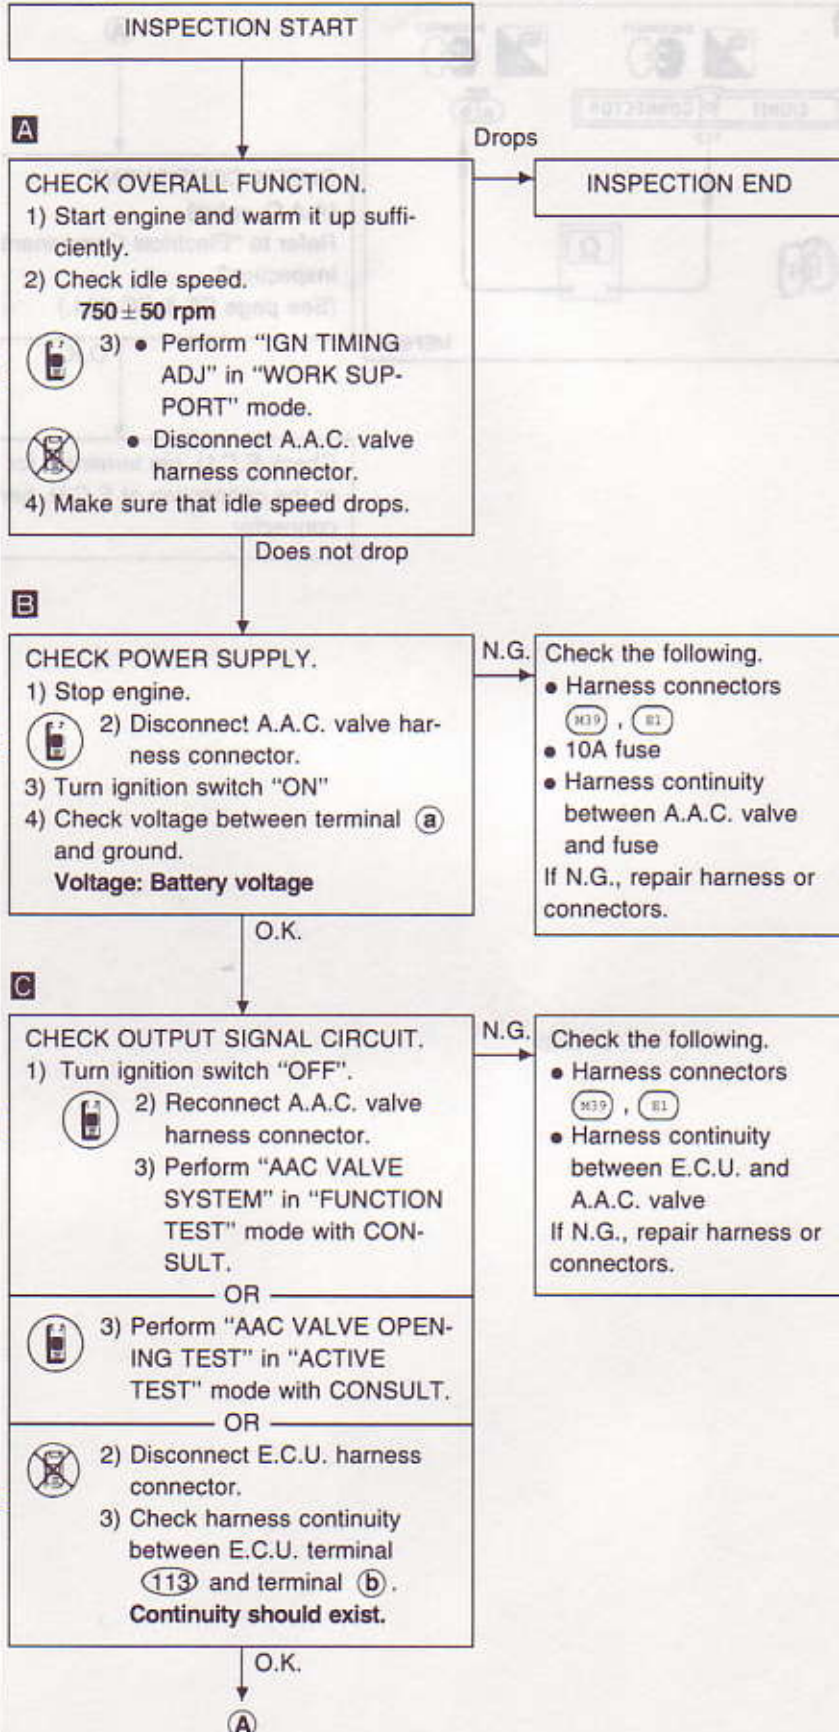 INSPECTION START
A
Drops
CHECK OVERALL FUNCTION.
1) Start engine and warm it up suffi-
ciently.
2) Check idle speed.
750±50 rpm
3) ● Perform “IGN TIMING
ADJ” in “WORK SUP-
PORT” mode.
● Disconnect A.A.C. valve
harness connector.
4) Make sure that idle speed drops.
INSPECTION END
Does not drop
B
CHECK POWER SUPPLY.
1) Stop engine.
2) Disconnect A.A.C. valve har-
ness connector.
3) Turn ignition switch “ON”
4) Check voltage between terminal ⓐ
and ground.
Voltage: Battery voltage
N.G.
Check the following.
● Harness connectors
M39 , E1
● 10A fuse
● Harness continuity
between A.A.C. valve
and fuse
If N.G., repair harness or
connectors.
O.K.
C
CHECK OUTPUT SIGNAL CIRCUIT.
1) Turn ignition switch “OFF”.
2) Reconnect A.A.C. valve
harness connector.
3) Perform “AAC VALVE
SYSTEM” in “FUNCTION
TEST” mode with CON-
SULT.
OR
3) Perform “AAC VALVE OPEN-
ING TEST” in “ACTIVE
TEST” mode with CONSULT.
OR
2) Disconnect E.C.U. harness
connector.
3) Check harness continuity
between E.C.U. terminal
113 and terminal ⓑ.
Continuity should exist.
N.G.
Check the following.
● Harness connectors
M39 , E1
● Harness continuity
between E.C.U. and
A.A.C. valve
If N.G., repair harness or
connectors.
O.K.
Ⓐ